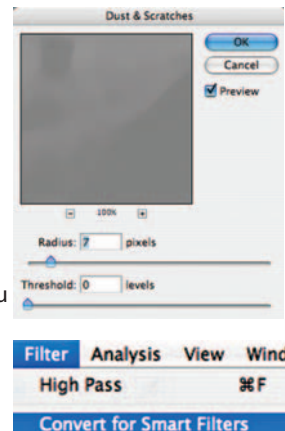 Dust & Scratches
OK
Cancel
Preview
100%
Radius: 7 pixels
u
Threshold: 0 levels
Filter Analysis View Wind
High Pass ⌘F
Convert for Smart Filters